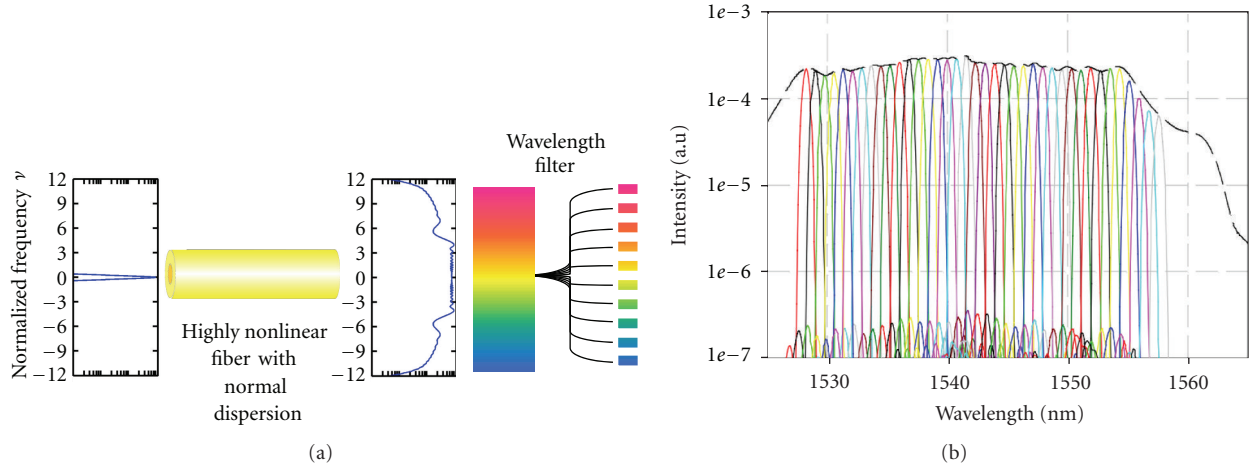 Normalized frequency ν
12
9
6
3
0
−3
−6
−9
−12
Highly nonlinear
fiber with
normal
dispersion
12
9
6
3
0
−3
−6
−9
−12
Wavelength
filter
(a)
Intensity (a.u)
1e−3
1e−4
1e−5
1e−6
1e−7
1530
1540
1550
1560
Wavelength (nm)
(b)